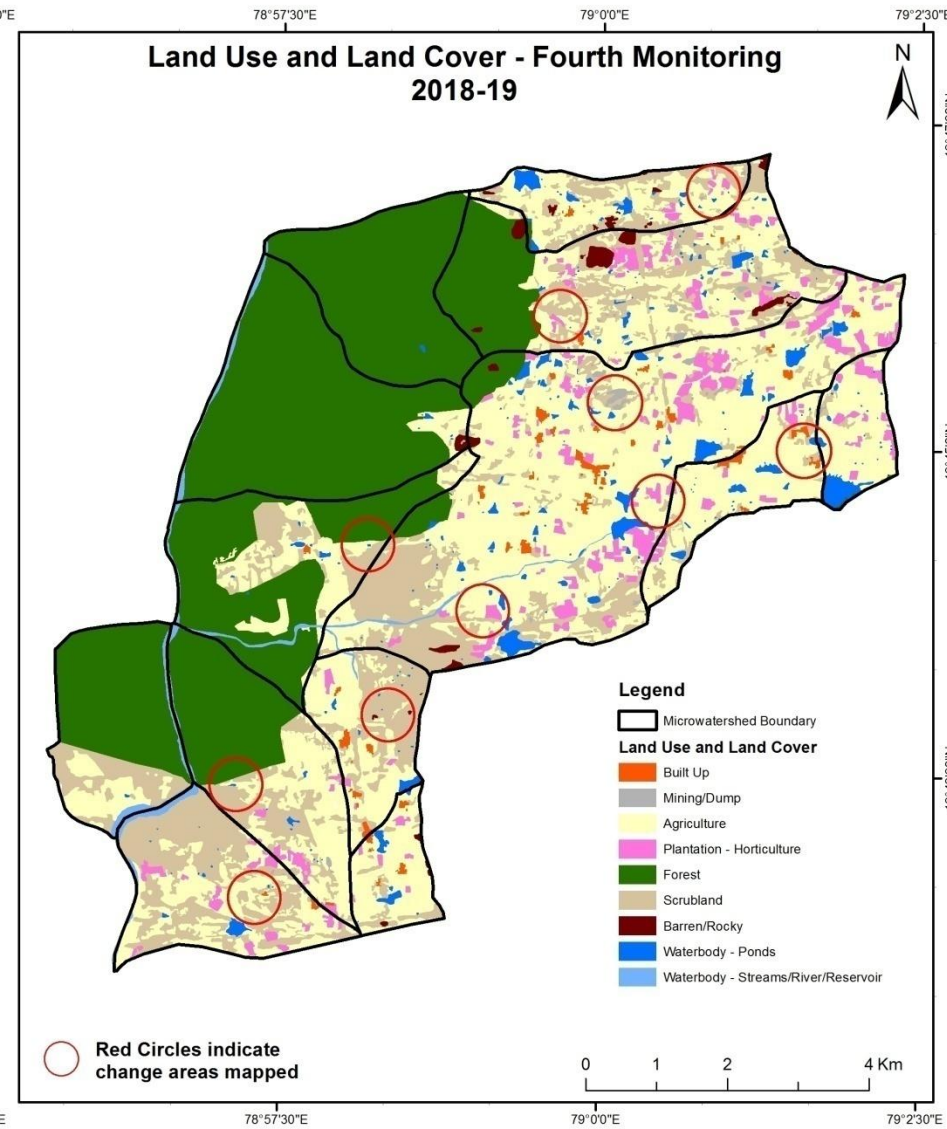 78°57'30"E
79°0'0"E
79°2'30"E
Land Use and Land Cover - Fourth Monitoring
2018-19
N
Legend
Microwatershed Boundary
Land Use and Land Cover
Built Up
Mining/Dump
Agriculture
Plantation - Horticulture
Forest
Scrubland
Barren/Rocky
Waterbody - Ponds
Waterbody - Streams/River/Reservoir
Red Circles indicate
change areas mapped
0 1 2 4 Km
78°57'30"E
79°0'0"E
79°2'30"E